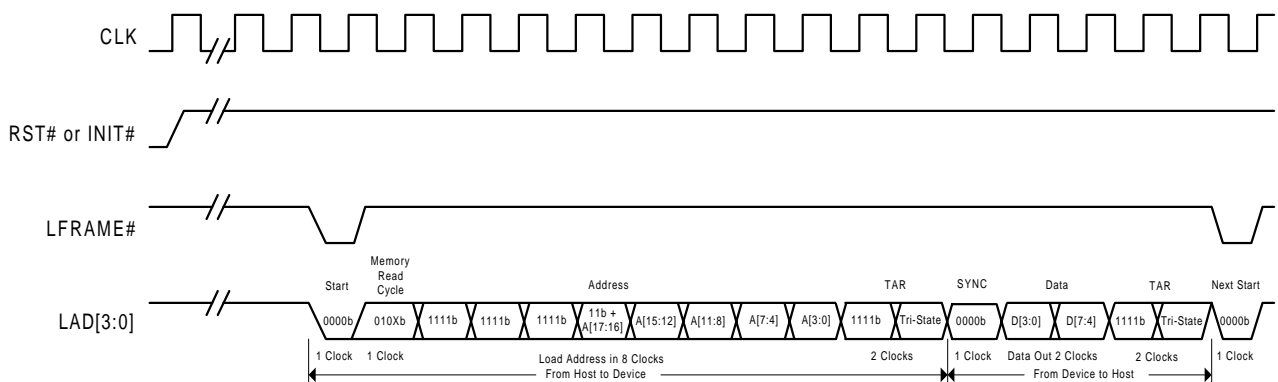 CLK
RST# or INIT#
LFRAME#
Memory
Read
Cycle
Start
Address
TAR
SYNC
Data
TAR
Next Start
LAD[3:0]
0000b
010Xb
1111b
1111b
1111b
11b +
A[17:16]
A[15:12]
A[11:8]
A[7:4]
A[3:0]
1111b
Tri-State
0000b
D[3:0]
D[7:4]
1111b
Tri-State
0000b
1 Clock
1 Clock
Load Address in 8 Clocks
2 Clocks
1 Clock
Data Out 2 Clocks
2 Clocks
1 Clock
From Host to Device
From Device to Host